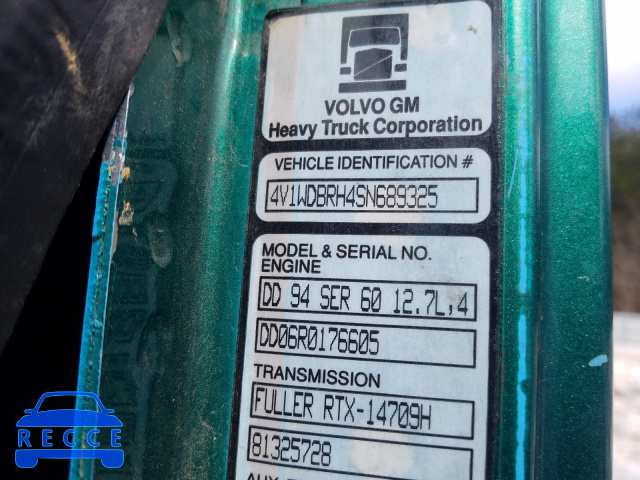 VOLVO GM
Heavy Truck Corporation
VEHICLE IDENTIFICATION #
4V1WDBRH4SN689325
MODEL & SERIAL NO.
ENGINE
DD 94 SER 60 12.7L,4
DD06R0176605
TRANSMISSION
FULLER RTX-14709H
81325728
RECCE